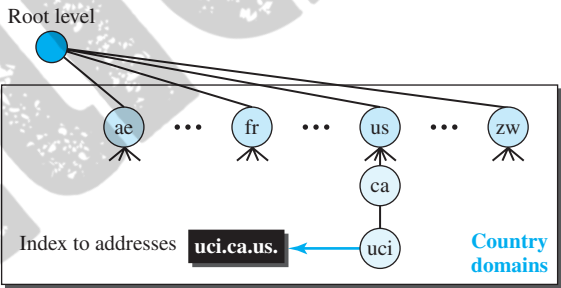 Root level
ae ••• fr ••• us ••• zw
ca
Index to addresses uci.ca.us. uci
Country
domains